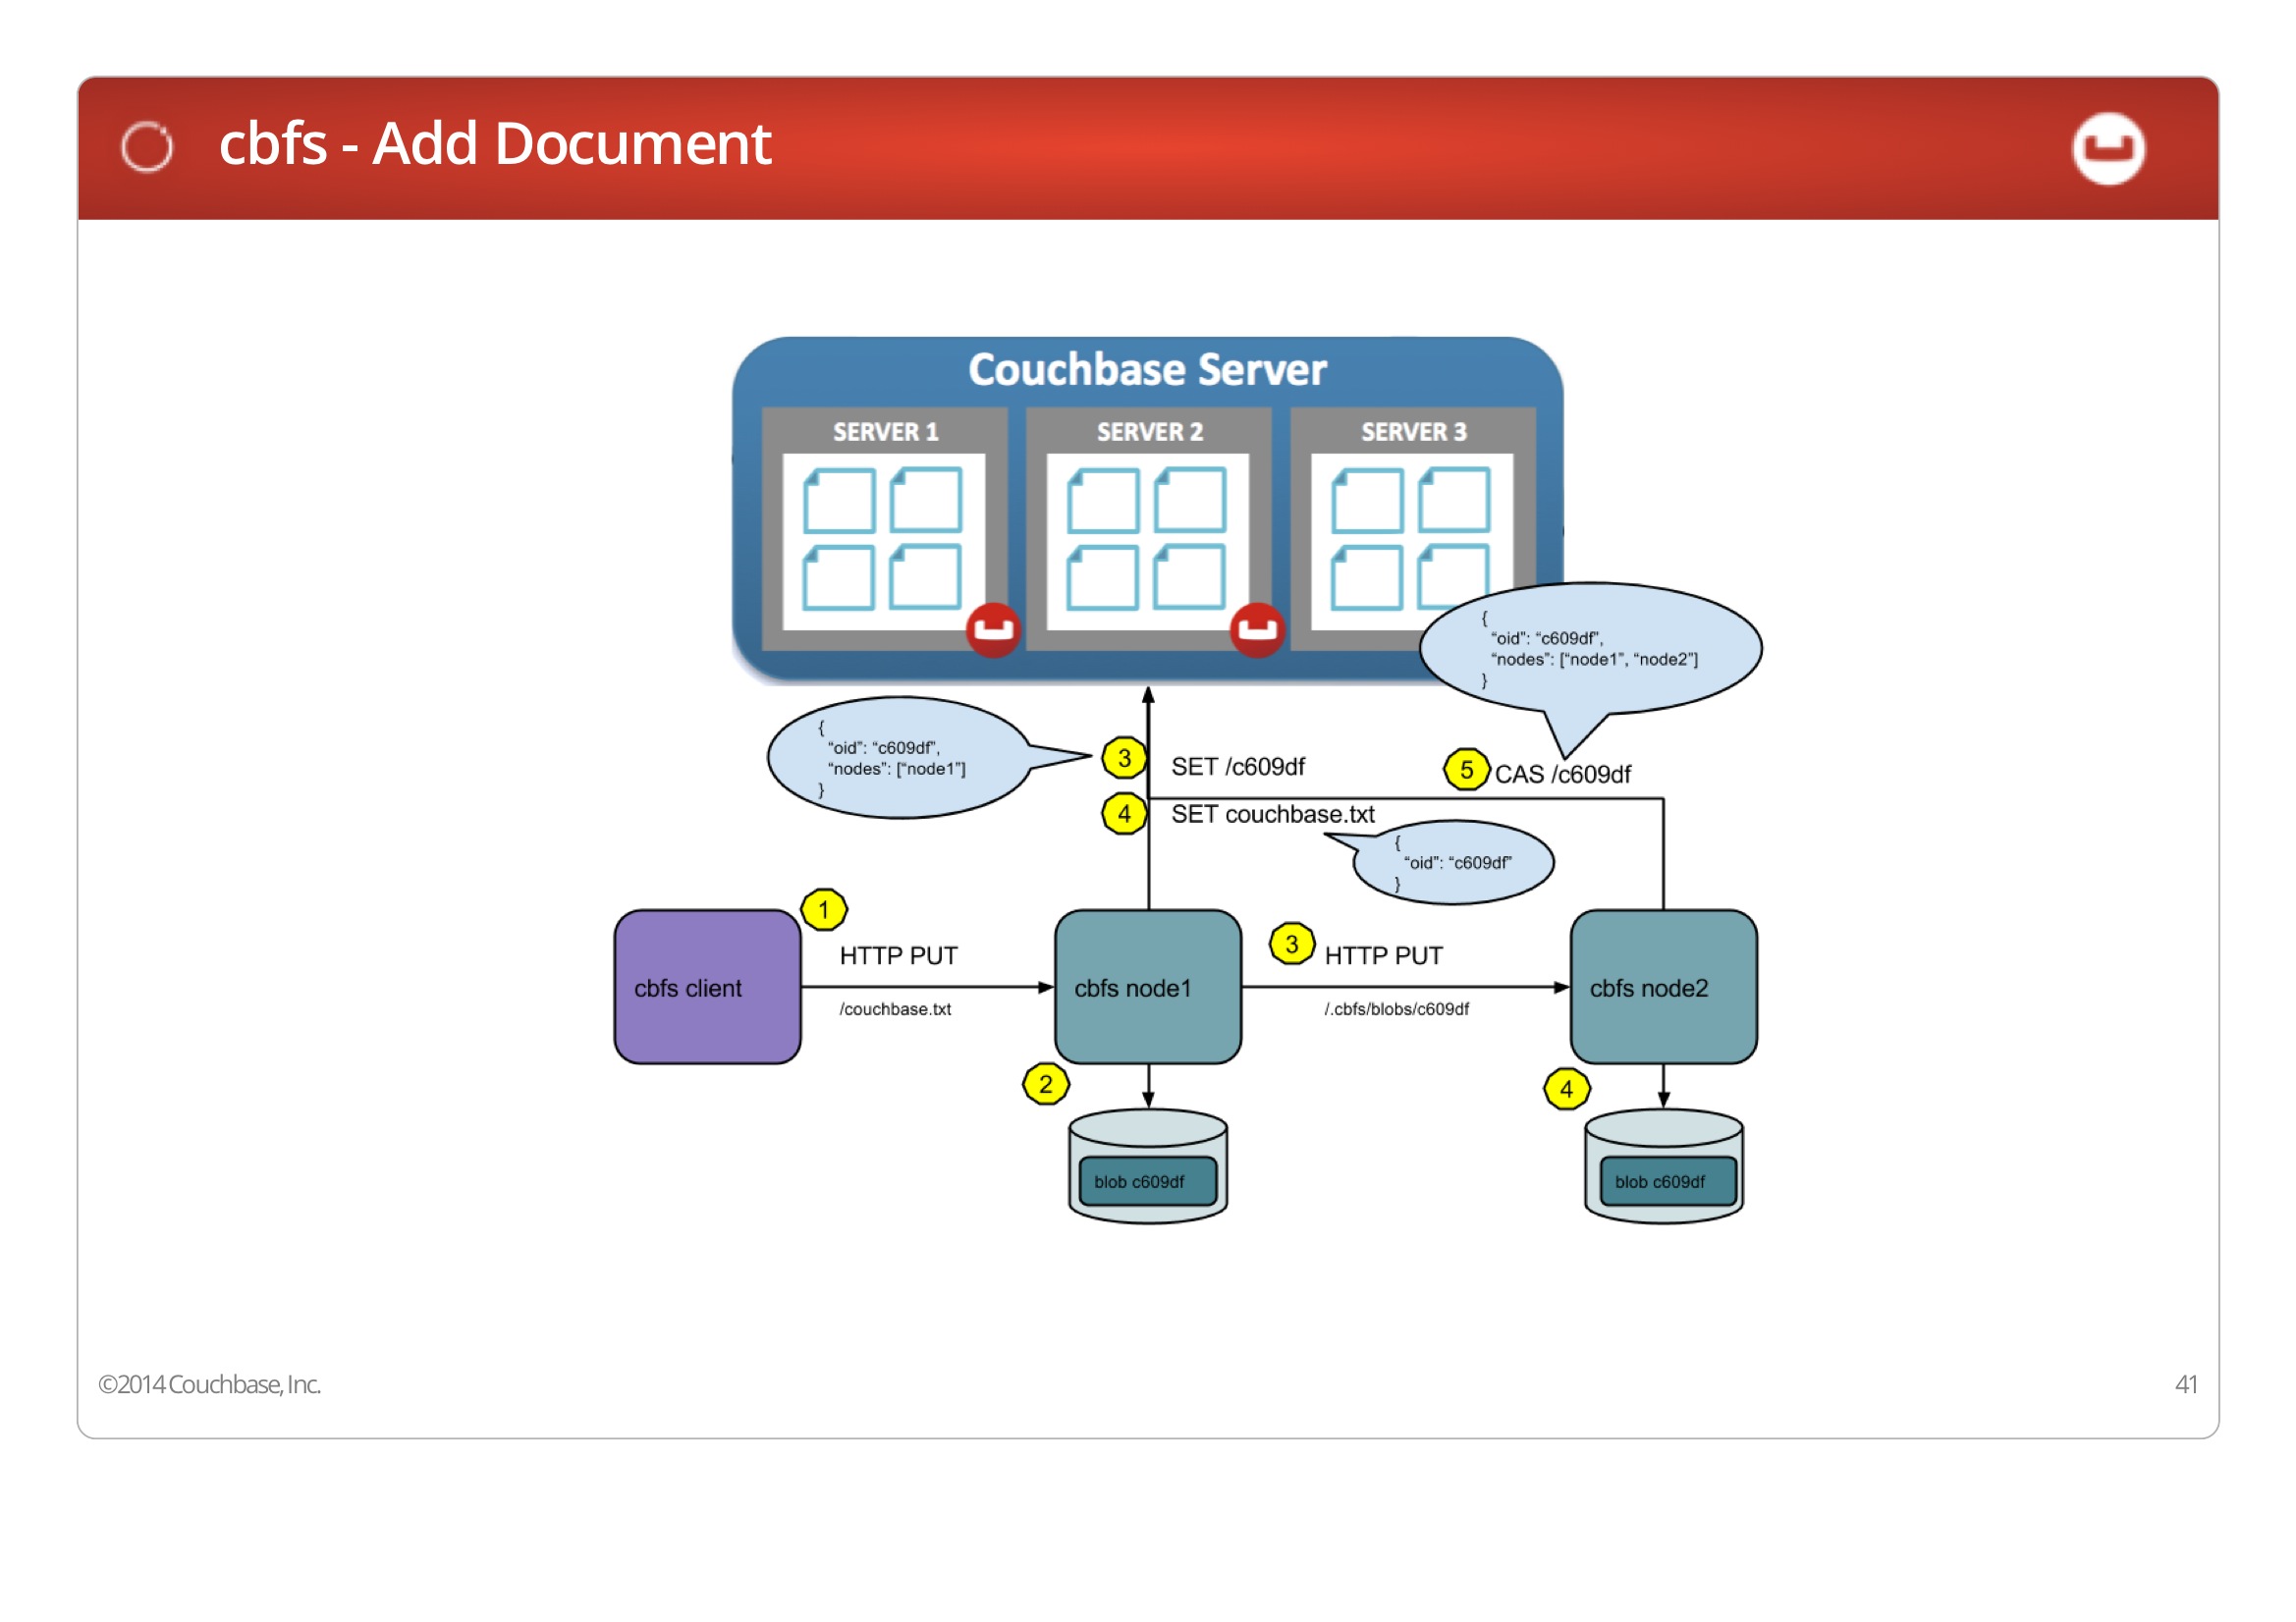 cbfs - Add Document
Couchbase Server
SERVER 1
SERVER 2
SERVER 3
{
"oid": "c609df",
"nodes": ["node1", "node2"]
}
{
"oid": "c609df",
"nodes": ["node1"]
}
3
SET /c609df
5
CAS /c609df
4
SET couchbase.txt
{
"oid": "c609df"
}
1
HTTP PUT
3
HTTP PUT
cbfs client
cbfs node1
cbfs node2
/couchbase.txt
/.cbfs/blobs/c609df
2
4
blob c609df
blob c609df
©2014 Couchbase, Inc.
41